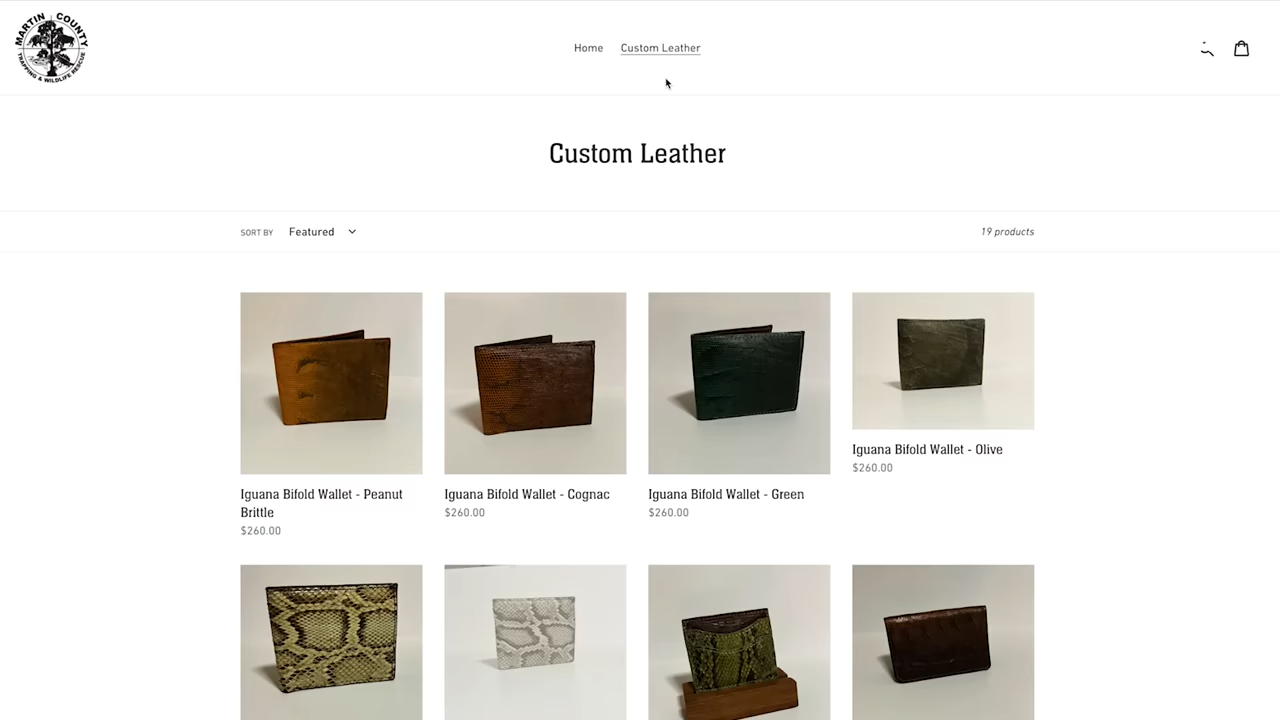 MARTIN COUNTY
TRAPPING & WILDLIFE RESCUE
Home
Custom Leather
Custom Leather
SORT BY
Featured
19 products
Iguana Bifold Wallet - Peanut
Brittle
$260.00
Iguana Bifold Wallet - Cognac
$260.00
Iguana Bifold Wallet - Green
$260.00
Iguana Bifold Wallet - Olive
$260.00